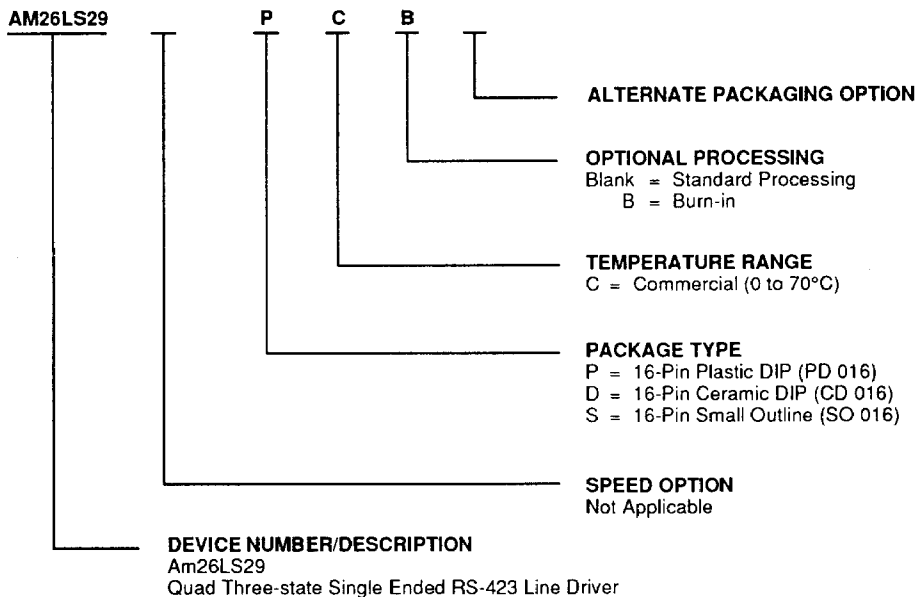 AM26LS29 P C B
ALTERNATE PACKAGING OPTION
OPTIONAL PROCESSING
Blank = Standard Processing
B = Burn-in
TEMPERATURE RANGE
C = Commercial (0 to 70°C)
PACKAGE TYPE
P = 16-Pin Plastic DIP (PD 016)
D = 16-Pin Ceramic DIP (CD 016)
S = 16-Pin Small Outline (SO 016)
SPEED OPTION
Not Applicable
DEVICE NUMBER/DESCRIPTION
Am26LS29
Quad Three-state Single Ended RS-423 Line Driver